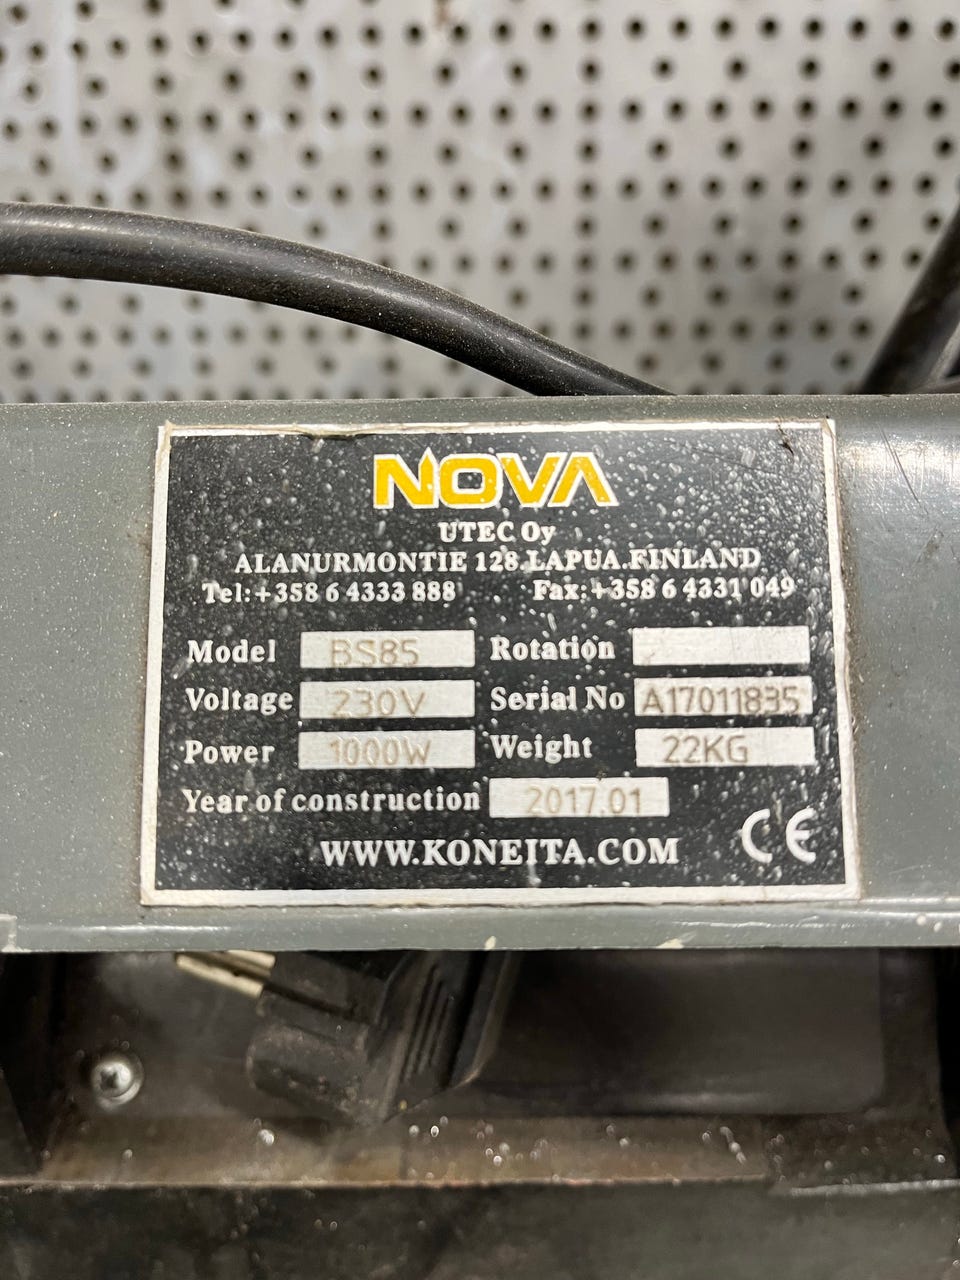 NOVA
UTEC Oy
ALANURMONTIE 128.LAPUA.FINLAND
Tel:+358 6 4333 888 Fax:+358 6 4331 049
Model BS85 Rotation
Voltage 230V Serial No A17011835
Power 1000W Weight 22KG
Year of construction 2017.01
WWW.KONEITA.COM CE